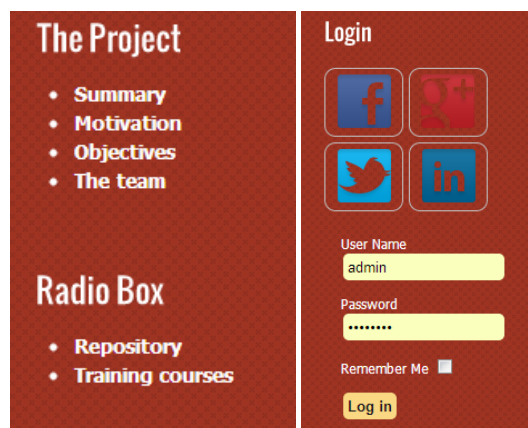 The Project
Summary
Motivation
Objectives
The team
Radio Box
Repository
Training courses
Login
f
g+
in
User Name
admin
Password
••••••••
Remember Me
Log in